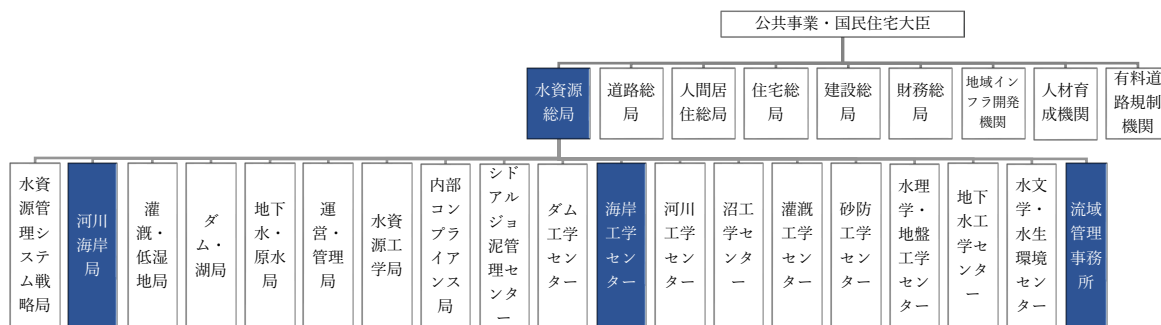 公共事業・国民住宅大臣
水資源
総局
道路総
局
人間居
住総局
住宅総
局
建設総
局
財務総
局
地域イン
フラ開発
機関
人材育
成機関
有料道
路規制
機関
水資
源管
理シ
ステ
ム戦
略局
河川
海岸
局
灌
漑・
低湿
地局
ダ
ム・
湖局
地下
水・
原水
局
運
営・
管理
局
水資
源工
学局
内部
コン
プラ
イア
ンス
局
シド
アル
ジョ
泥管
理セ
ンタ
ー
ダム
工学
セン
ター
海岸
工学
セン
ター
河川
工学
セン
ター
沼工
学セ
ンタ
ー
灌漑
工学
セン
ター
砂防
工学
セン
ター
水理
学・
地盤
工学
セン
ター
地下
水工
学セ
ンタ
ー
水文
学・
水生
環境
セン
ター
流域
管理
事務
所